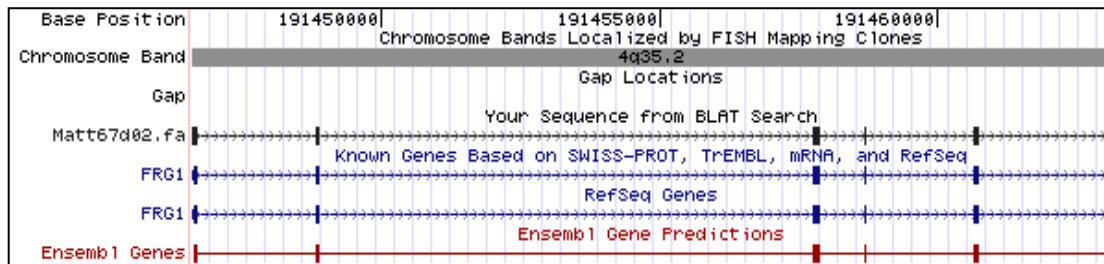 Base Position 191450000 191455000 191460000
Chromosome Bands Localized by FISH Mapping Clones
Chromosome Band 4q35.2
Gap Locations
Gap
Your Sequence from BLAT Search
Matt67d02.fa
Known Genes Based on SWISS-PROT, TrEMBL, mRNA, and RefSeq
FRG1
RefSeq Genes
FRG1
Ensembl Gene Predictions
Ensembl Genes